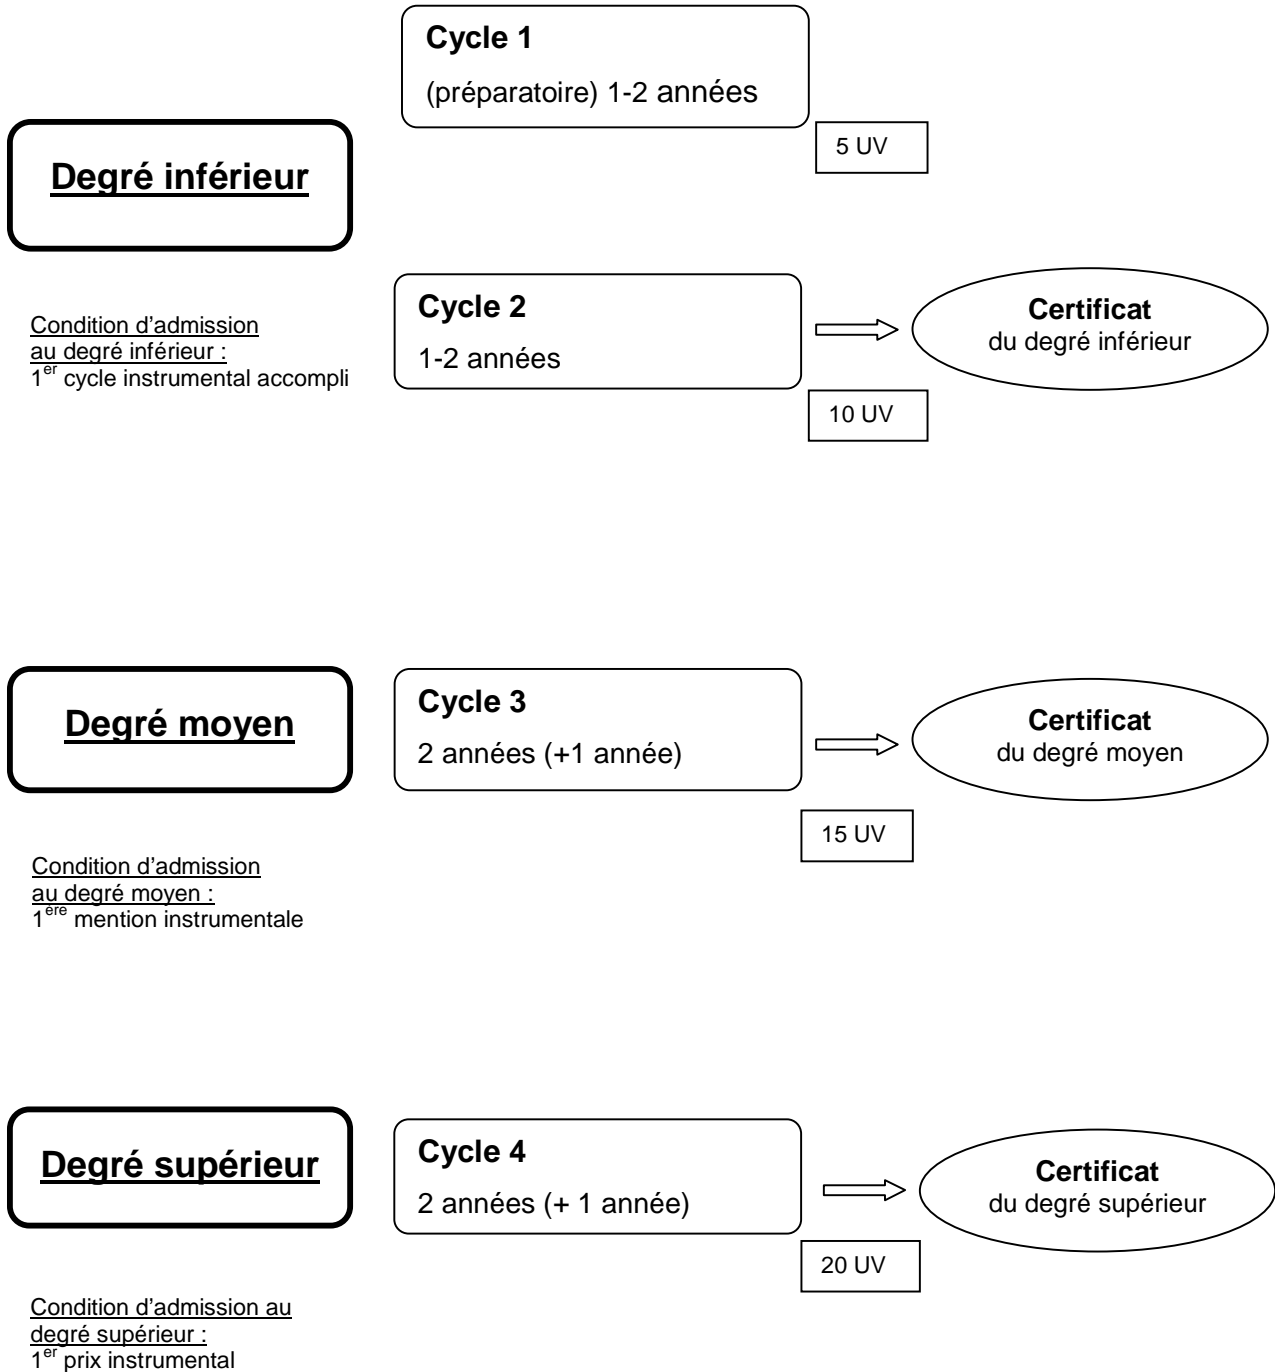 Cycle 1
(préparatoire) 1-2 années
5 UV
Degré inférieur
Condition d'admission
au degré inférieur :
1er cycle instrumental accompli
Cycle 2
1-2 années
10 UV
Certificat
du degré inférieur
Degré moyen
Condition d'admission
au degré moyen :
1ère mention instrumentale
Cycle 3
2 années (+1 année)
15 UV
Certificat
du degré moyen
Degré supérieur
Condition d'admission au
degré supérieur :
1er prix instrumental
Cycle 4
2 années (+ 1 année)
20 UV
Certificat
du degré supérieur